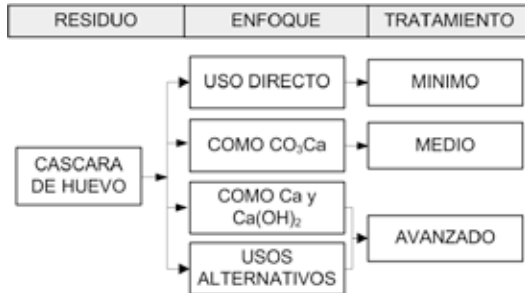 RESIDUO
ENFOQUE
TRATAMIENTO
USO DIRECTO
MINIMO
COMO CO₃Ca
MEDIO
CASCARA
DE HUEVO
COMO Ca y
Ca(OH)₂
AVANZADO
USOS
ALTERNATIVOS